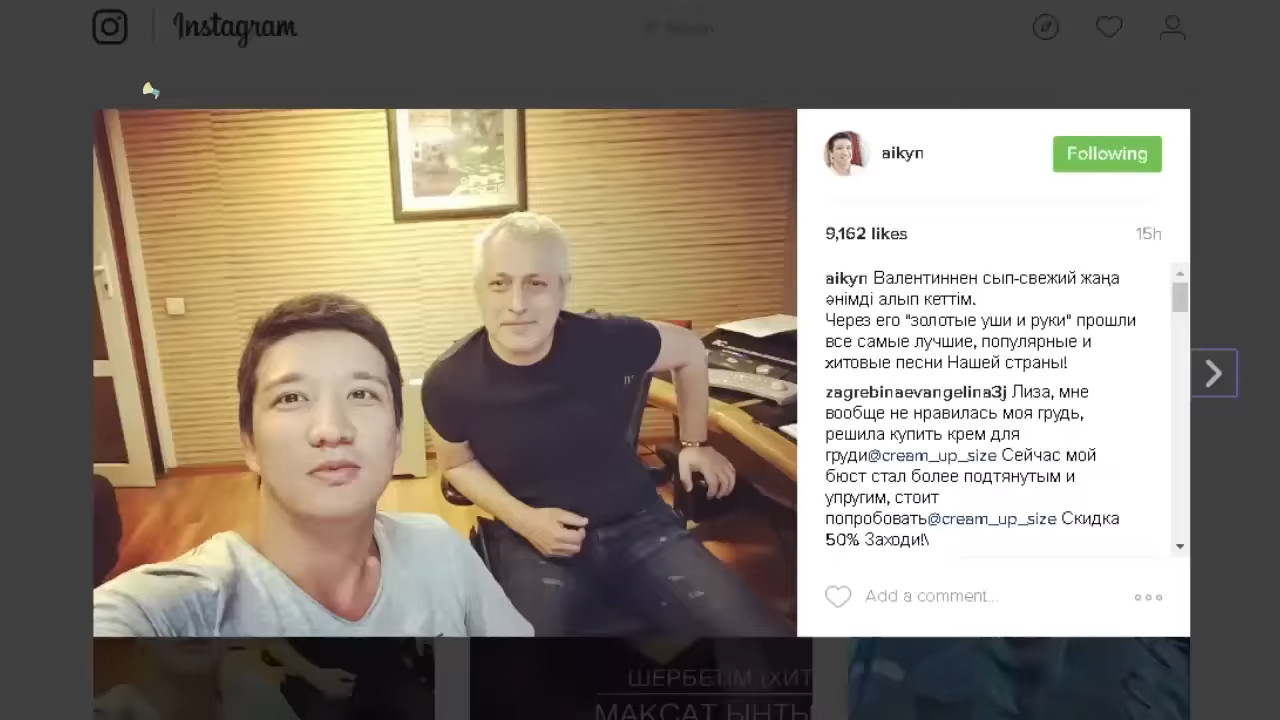 Instagram
aikyn
Following
9,162 likes
15h
aikyn Валентиннен сып-свежий жаңа
әнімді алып кеттім.
Через его "золотые уши и руки" прошли
все самые лучшие, популярные и
хитовые песни Нашей страны!
zagrebinaevangelina3j Лиза, мне
вообще не нравилась моя грудь,
решила купить крем для
груди@cream_up_size Сейчас мой
бюст стал более подтянутым и
упругим, стоит
попробовать@cream_up_size Скидка
50% Заходи!\
Add a comment...
ШЕРБЕТІМ (ХИТ
МАКСАТ ЫНТЫ